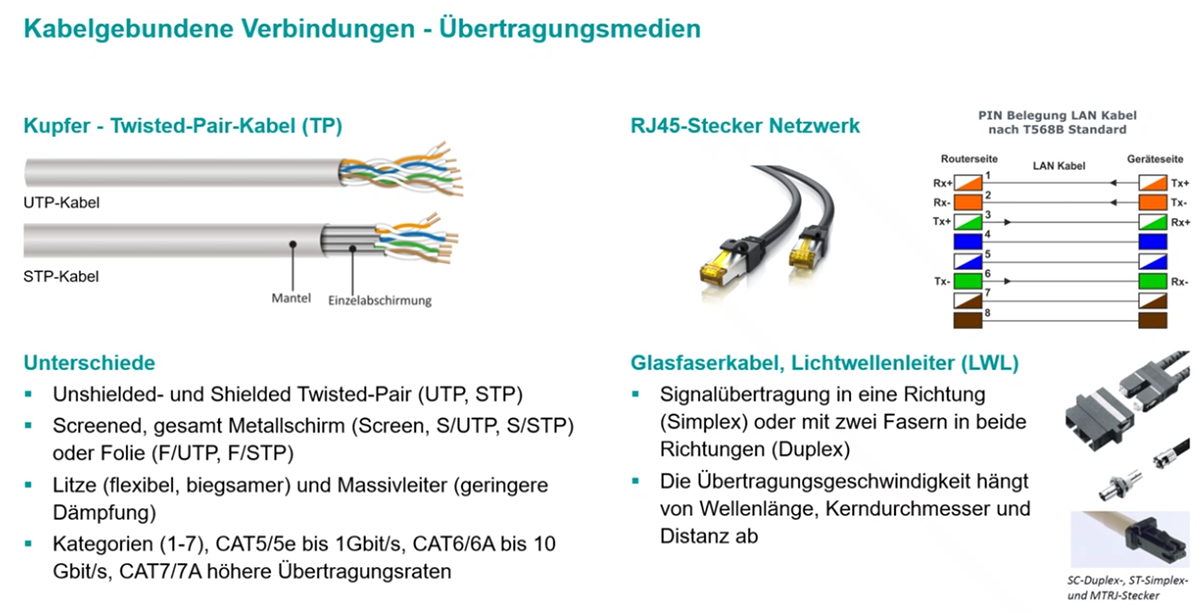 Kabelgebundene Verbindungen - Übertragungsmedien
Kupfer - Twisted-Pair-Kabel (TP)
UTP-Kabel
STP-Kabel
Mantel
Einzelabschirmung
RJ45-Stecker Netzwerk
PIN Belegung LAN Kabel
nach T568B Standard
Routerseite
LAN Kabel
Geräteseite
Rx+ 1 Tx+
Rx- 2 Tx-
Tx+ 3 Rx+
4
5
Tx- 6 Rx-
7
8
Unterschiede
▪ Unshielded- und Shielded Twisted-Pair (UTP, STP)
▪ Screened, gesamt Metallschirm (Screen, S/UTP, S/STP)
oder Folie (F/UTP, F/STP)
▪ Litze (flexibel, biegsamer) und Massivleiter (geringere
Dämpfung)
▪ Kategorien (1-7), CAT5/5e bis 1Gbit/s, CAT6/6A bis 10
Gbit/s, CAT7/7A höhere Übertragungsraten
Glasfaserkabel, Lichtwellenleiter (LWL)
▪ Signalübertragung in eine Richtung
(Simplex) oder mit zwei Fasern in beide
Richtungen (Duplex)
▪ Die Übertragungsgeschwindigkeit hängt
von Wellenlänge, Kerndurchmesser und
Distanz ab
SC-Duplex-, ST-Simplex-
und MTRJ-Stecker